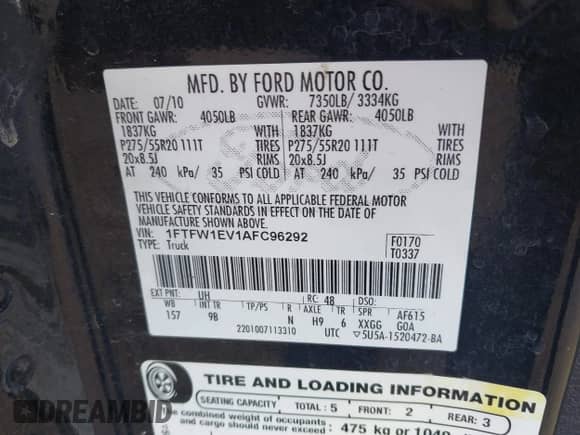 MFD. BY FORD MOTOR CO.
DATE: 07/10 GVWR: 7350LB/ 3334KG
FRONT GAWR: 4050LB REAR GAWR: 4050LB
1837KG WITH 1837KG WITH
P275/55R20 111T TIRES P275/55R20 111T TIRES
20x8.5J RIMS 20x8.5J RIMS
AT 240 kPa/ 35 PSI COLD AT 240 kPa/ 35 PSI COLD
THIS VEHICLE CONFORMS TO ALL APPLICABLE FEDERAL MOTOR
VEHICLE SAFETY STANDARDS IN EFFECT ON THE DATE OF
MANUFACTURE SHOWN ABOVE.
VIN: 1FTFW1EV1AFC96292 F0170
TYPE: Truck T0337
EXT PNT: UH RC: 48 DSO:
WB INT TR TP/PS R AXLE TR SPR AF615
157 9B N H9 6 XXGG GOA
2201007113310 UTC ▽5U5A-1520472-BA
TIRE AND LOADING INFORMATION
SEATING CAPACITY TOTAL: 5 FRONT: 2 REAR: 3
combined weight of occupants
and cargo should never exceed: 475 kg or 1049
DREAMBID